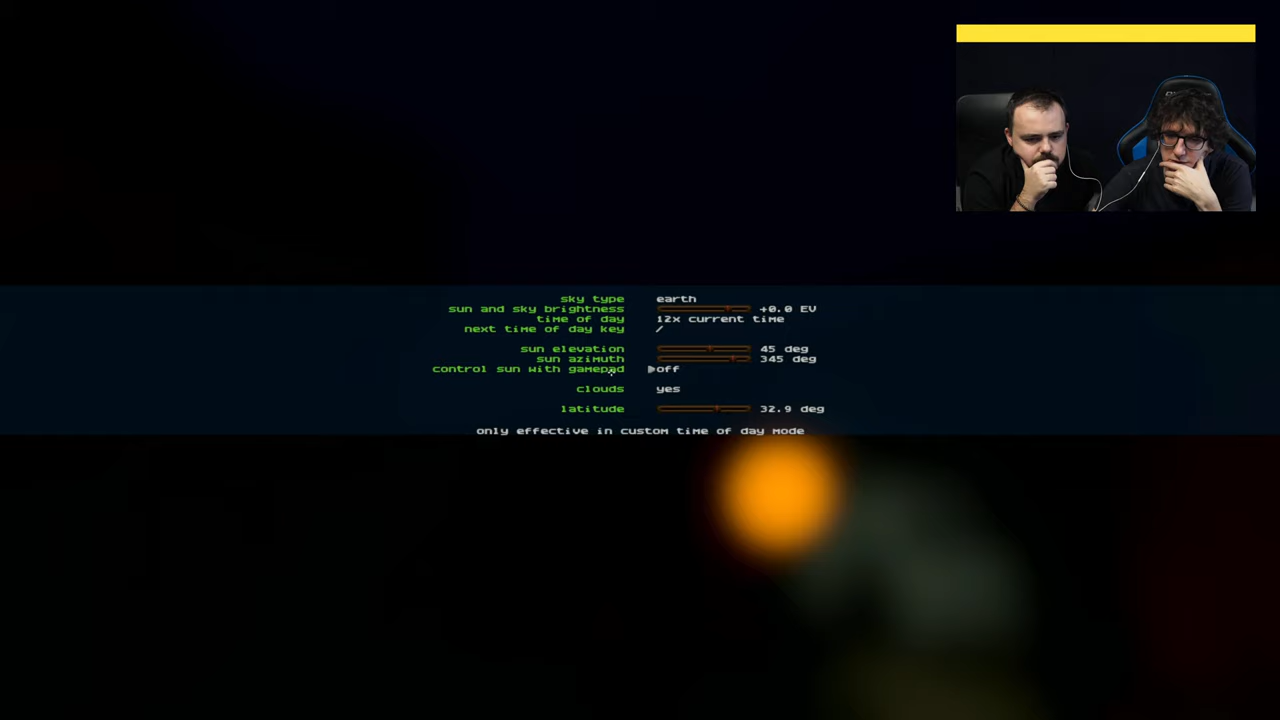 sky type earth
sun and sky brightness +0.0 EV
time of day 12x current time
next time of day key /
sun elevation 45 deg
sun azimuth 345 deg
control sun with gamepad off
clouds yes
latitude 32.9 deg
only effective in custom time of day mode